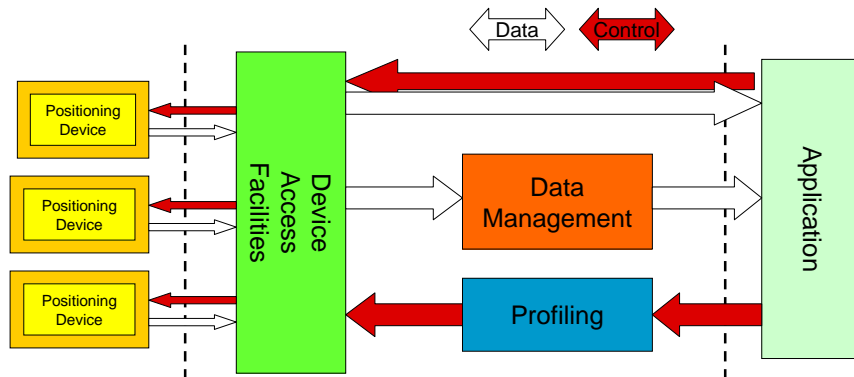 Data
Control
Positioning
Device
Positioning
Device
Positioning
Device
Device
Access
Facilities
Data
Management
Profiling
Application